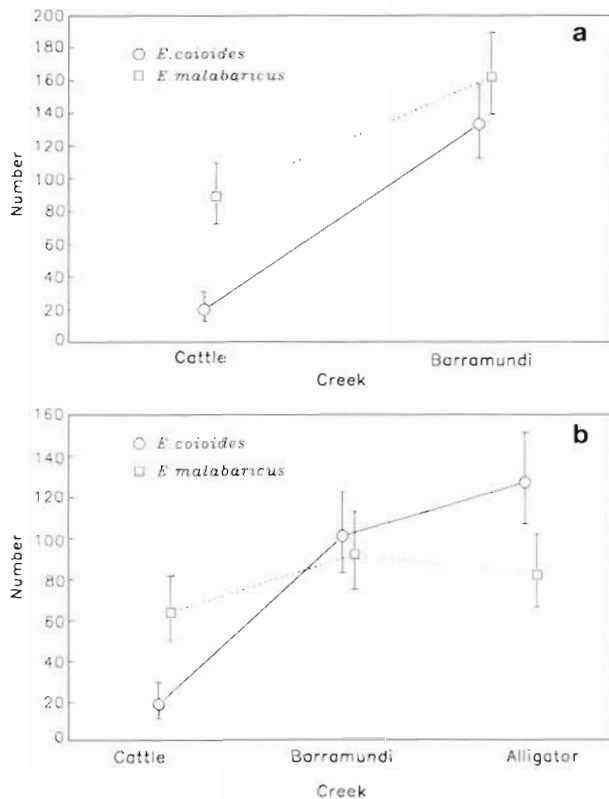 a
200
180
160
140
120
100
80
60
40
20
0
Number
E.coioides
E malabaricus
Cattle Barramundi
Creek
b
160
140
120
100
80
60
40
20
0
Number
E coioides
E malabaricus
Cattle Barramundi Alligator
Creek